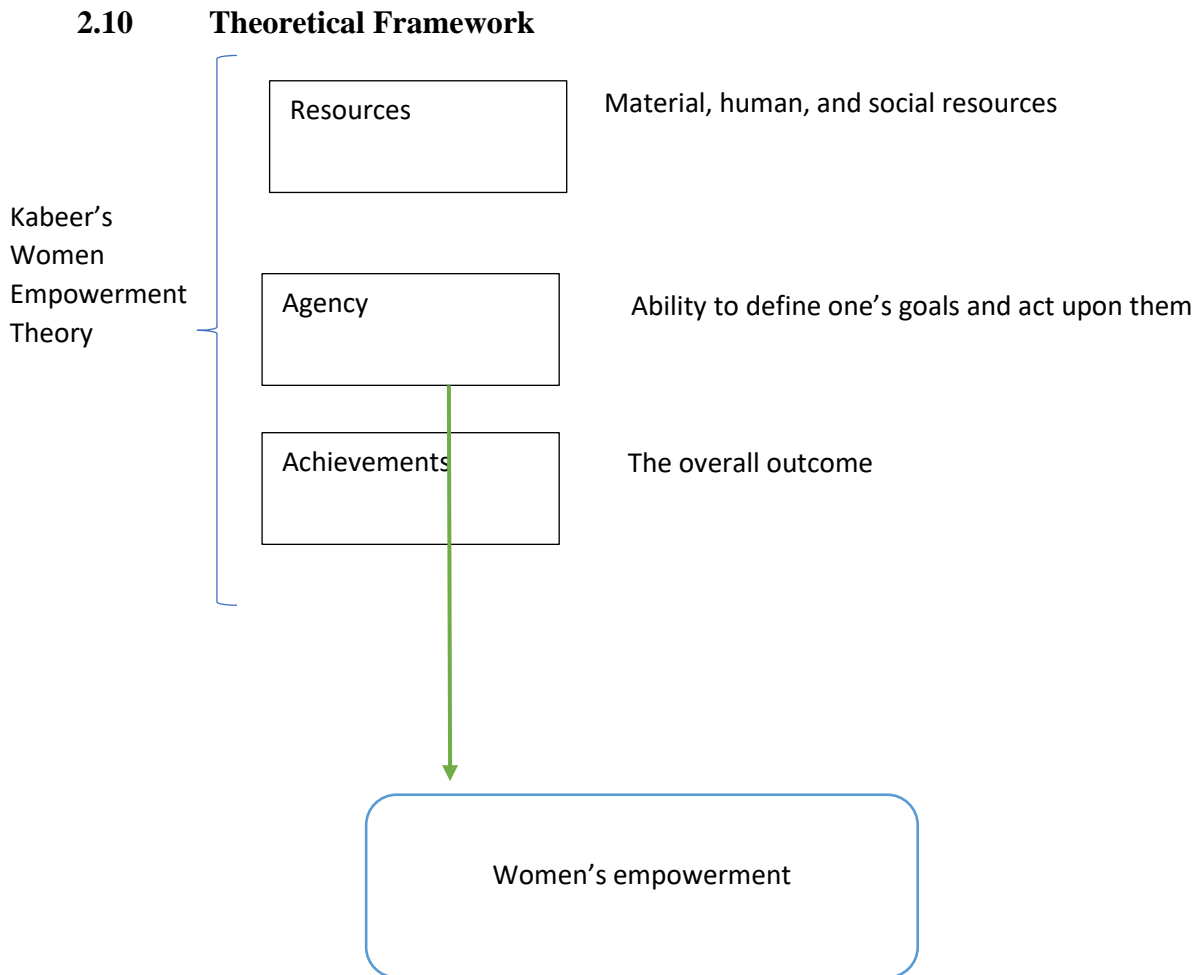 2.10 Theoretical Framework
Resources
Material, human, and social resources
Kabeer’s
Women
Empowerment
Theory
Agency
Ability to define one’s goals and act upon them
Achievements
The overall outcome
Women’s empowerment